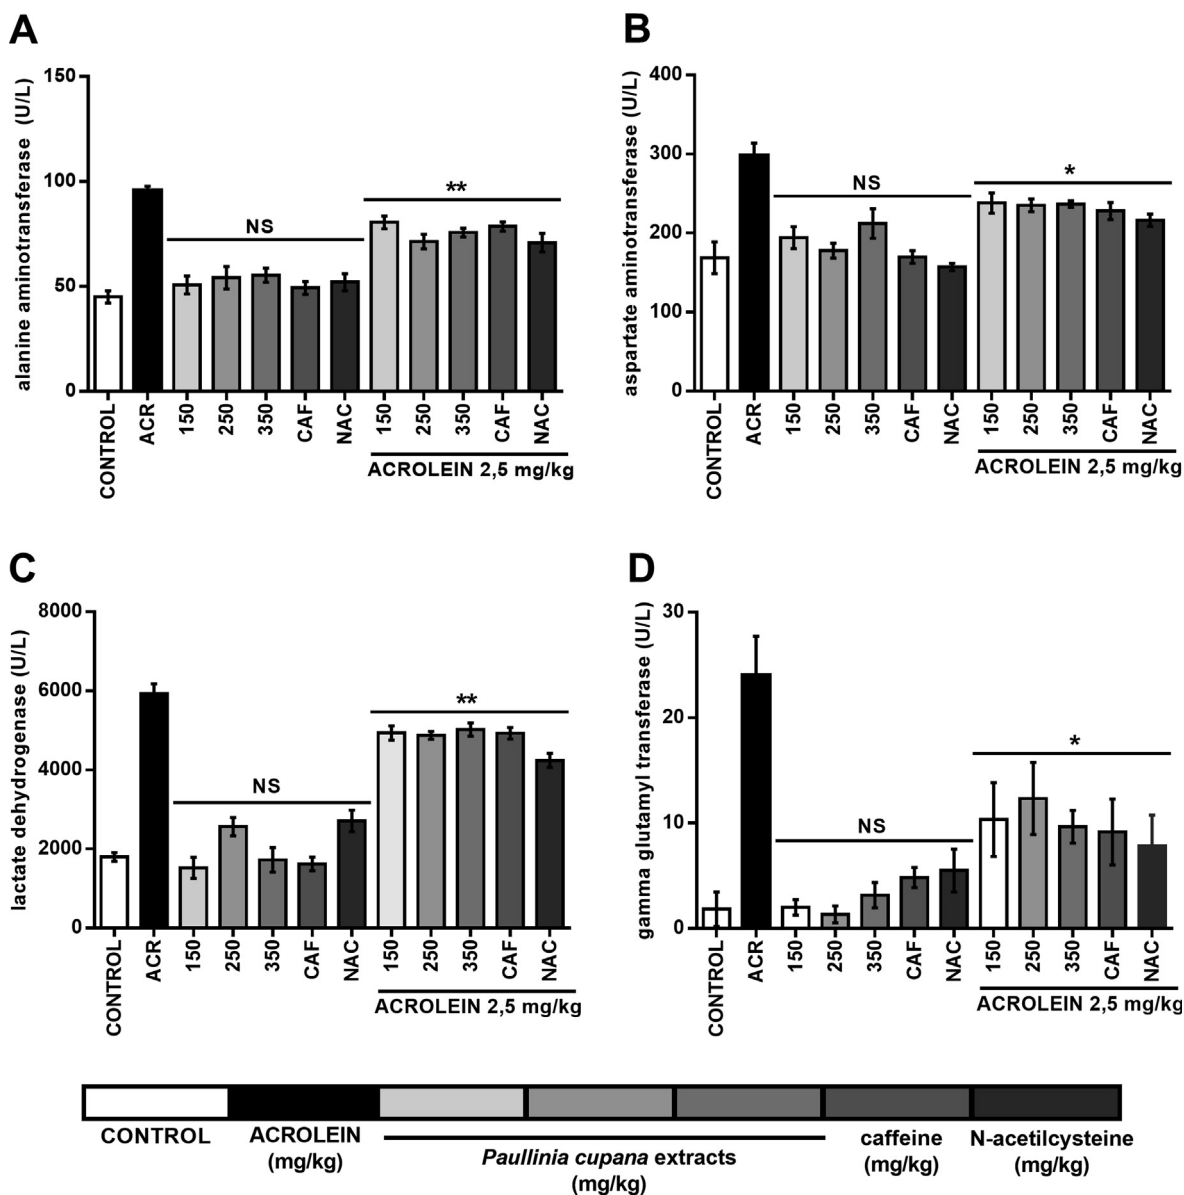 A
alanine aminotransferase (U/L)
150
100
50
0
NS
**
CONTROL
ACR
150
250
350
CAF
NAC
150
250
350
CAF
NAC
ACROLEIN 2,5 mg/kg
B
aspartate aminotransferase (U/L)
400
300
200
100
0
NS
*
CONTROL
ACR
150
250
350
CAF
NAC
150
250
350
CAF
NAC
ACROLEIN 2,5 mg/kg
C
lactate dehydrogenase (U/L)
8000
6000
4000
2000
0
NS
**
CONTROL
ACR
150
250
350
CAF
NAC
150
250
350
CAF
NAC
ACROLEIN 2,5 mg/kg
D
gamma glutamyl transferase (U/L)
30
20
10
0
NS
*
CONTROL
ACR
150
250
350
CAF
NAC
150
250
350
CAF
NAC
ACROLEIN 2,5 mg/kg
CONTROL
ACROLEIN
(mg/kg)
Paullinia cupana extracts
(mg/kg)
caffeine
(mg/kg)
N-acetilcysteine
(mg/kg)